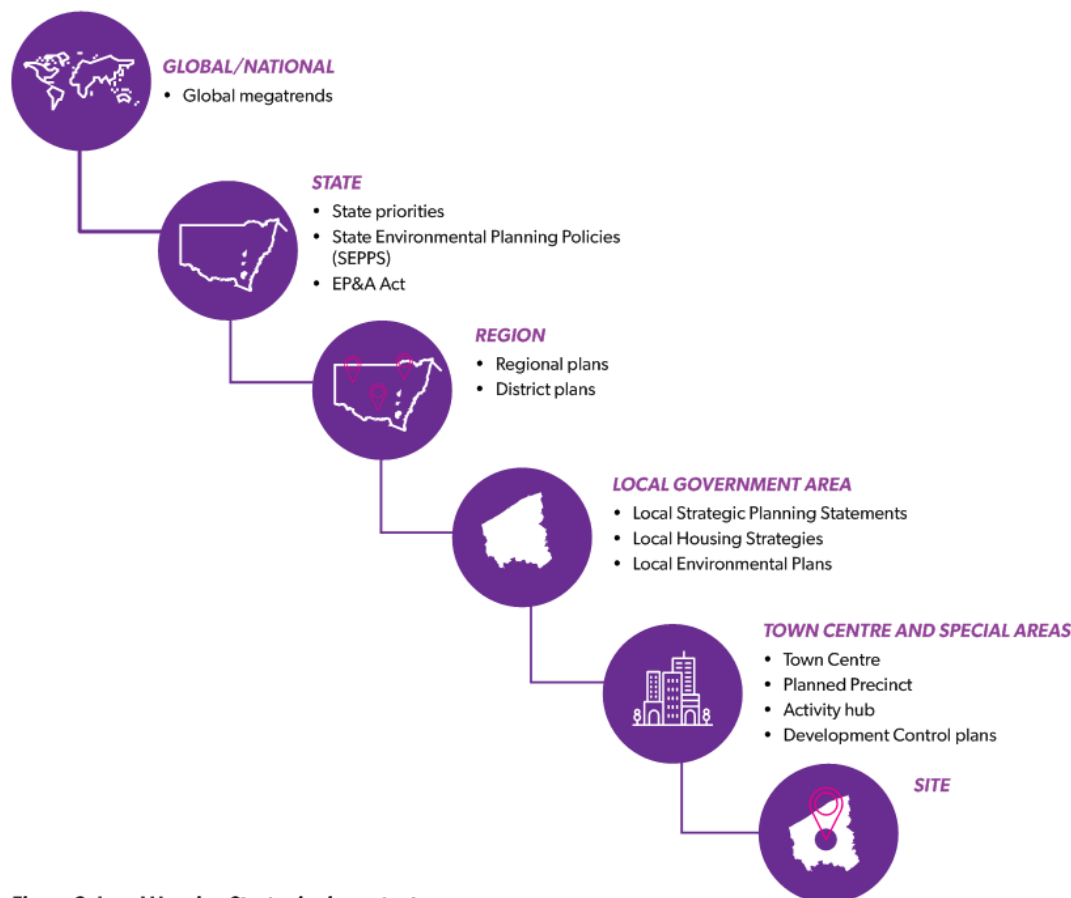 GLOBAL/NATIONAL
• Global megatrends
STATE
• State priorities
• State Environmental Planning Policies
(SEPPS)
• EP&A Act
REGION
• Regional plans
• District plans
LOCAL GOVERNMENT AREA
• Local Strategic Planning Statements
• Local Housing Strategies
• Local Environmental Plans
TOWN CENTRE AND SPECIAL AREAS
• Town Centre
• Planned Precinct
• Activity hub
• Development Control plans
SITE